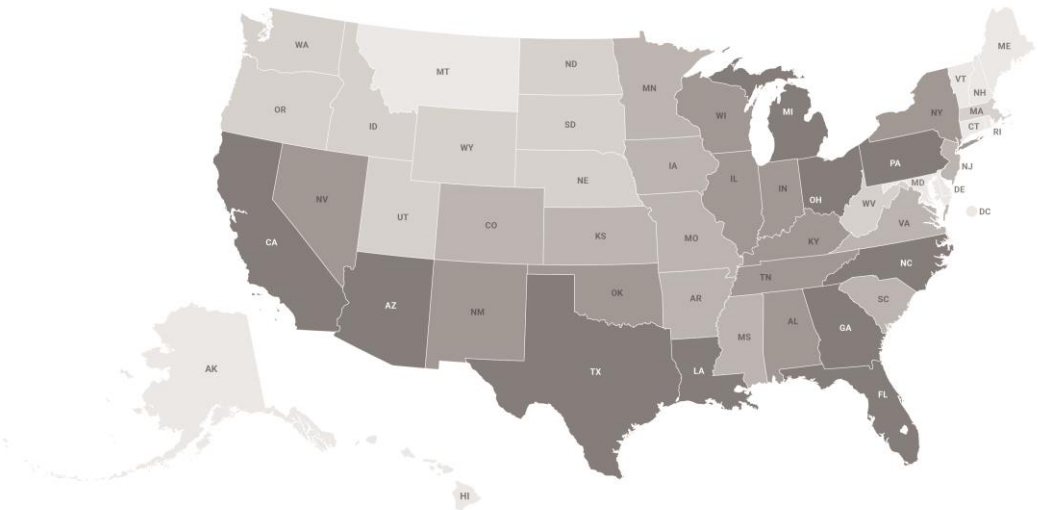 ME
WA
ND
MT
VT
MN
NH
OR
MA
WI
NY
MI
ID
SD
CT
RI
WY
PA
NJ
IA
NE
IL
IN
DE
MD
OH
NV
WV
DC
UT
VA
CO
KS
MO
CA
KY
NC
TN
OK
AZ
AR
SC
NM
AL
GA
MS
AK
TX
LA
FL
HI